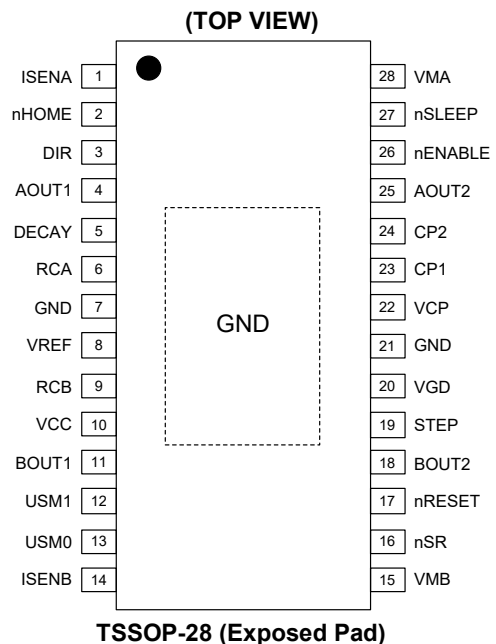 (TOP VIEW)
ISENA 1 28 VMA
nHOME 2 27 nSLEEP
DIR 3 26 nENABLE
AOUT1 4 25 AOUT2
DECAY 5 24 CP2
RCA 6 23 CP1
GND 7 22 VCP
VREF 8 21 GND
RCB 9 20 VGD
VCC 10 19 STEP
BOUT1 11 18 BOUT2
USM1 12 17 nRESET
USM0 13 16 nSR
ISENB 14 15 VMB
GND
TSSOP-28 (Exposed Pad)